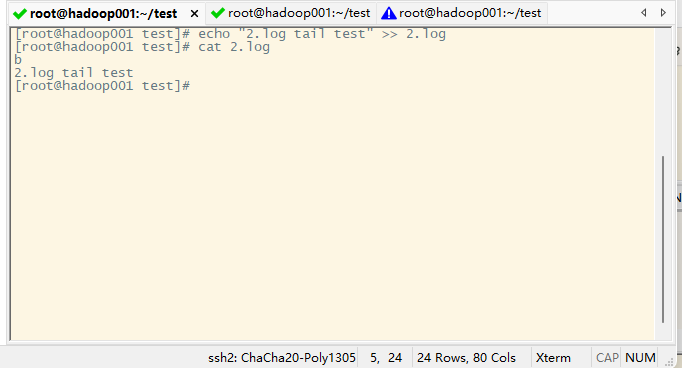 root@hadoop001:~/test × root@hadoop001:~/test root@hadoop001:~/test
[root@hadoop001 test]# echo "2.log tail test" >> 2.log
[root@hadoop001 test]# cat 2.log
b
2.log tail test
[root@hadoop001 test]#
ssh2: ChaCha20-Poly1305 5, 24 24 Rows, 80 Cols Xterm CAP NUM